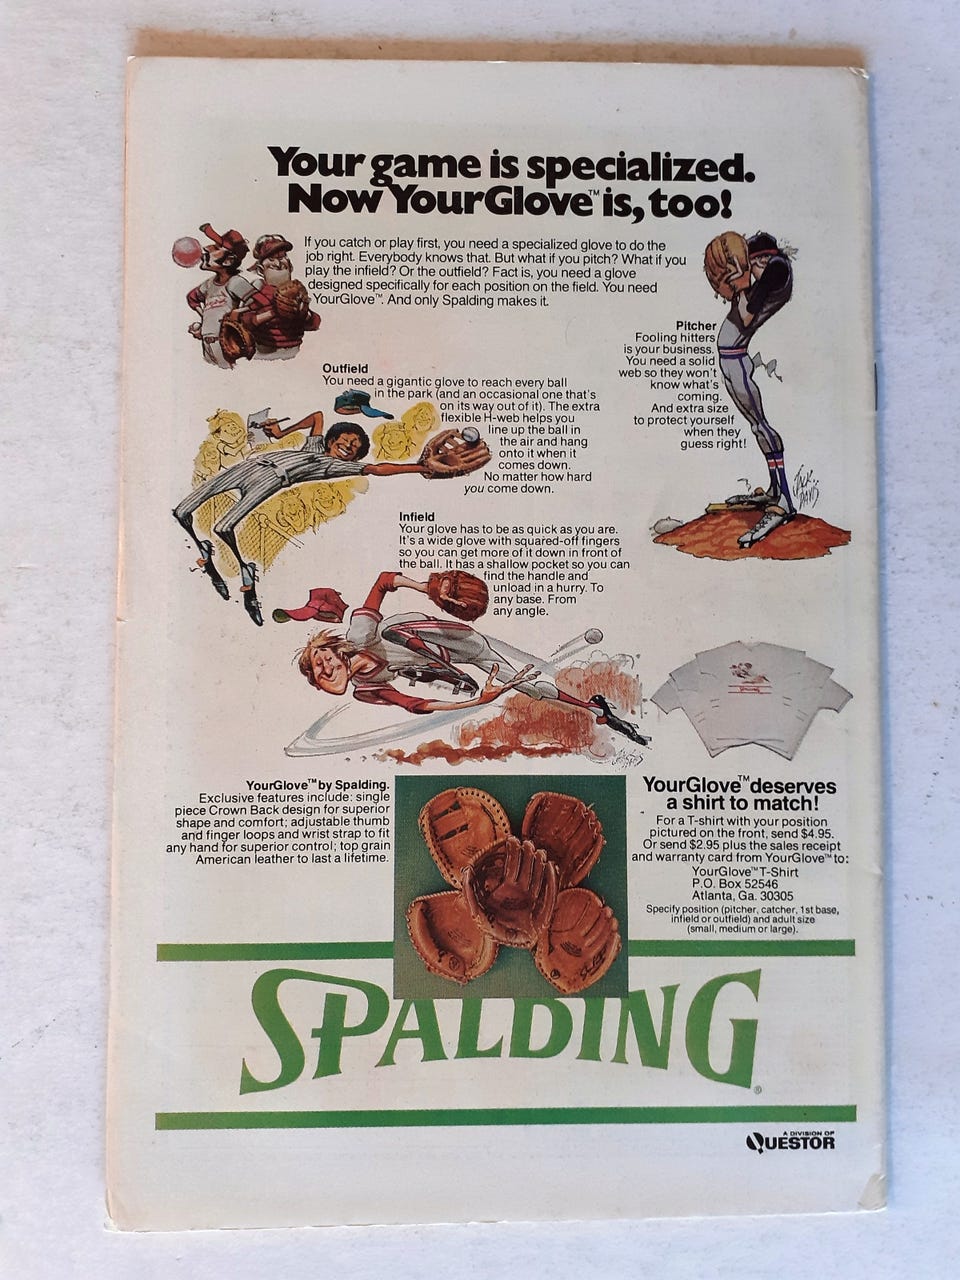 Your game is specialized.
Now YourGlove™ is, too!
If you catch or play first, you need a specialized glove to do the
job right. Everybody knows that. But what if you pitch? What if you
play the infield? Or the outfield? Fact is, you need a glove
designed specifically for each position on the field. You need
YourGlove™. And only Spalding makes it.
Pitcher
Fooling hitters
is your business.
You need a solid
web so they won't
know what's
coming.
And extra size
to protect yourself
when they
guess right!
JACK
DAVIS
Outfield
You need a gigantic glove to reach every ball
in the park (and an occasional one that's
on its way out of it). The extra
flexible H-web helps you
line up the ball in
the air and hang
onto it when it
comes down.
No matter how hard
you come down.
Infield
Your glove has to be as quick as you are.
It's a wide glove with squared-off fingers
so you can get more of it down in front of
the ball. It has a shallow pocket so you can
find the handle and
unload in a hurry. To
any base. From
any angle.
YourGlove™ by Spalding.
Exclusive features include: single
piece Crown Back design for superior
shape and comfort; adjustable thumb
and finger loops and wrist strap to fit
any hand for superior control; top grain
American leather to last a lifetime.
YourGlove™ deserves
a shirt to match!
For a T-shirt with your position
pictured on the front, send $4.95.
Or send $2.95 plus the sales receipt
and warranty card from YourGlove™ to:
YourGlove™ T-Shirt
P.O. Box 52546
Atlanta, Ga. 30305
Specify position (pitcher, catcher, 1st base,
infield or outfield) and adult size
(small, medium or large).
SPALDING®
A DIVISION OF
QUESTOR